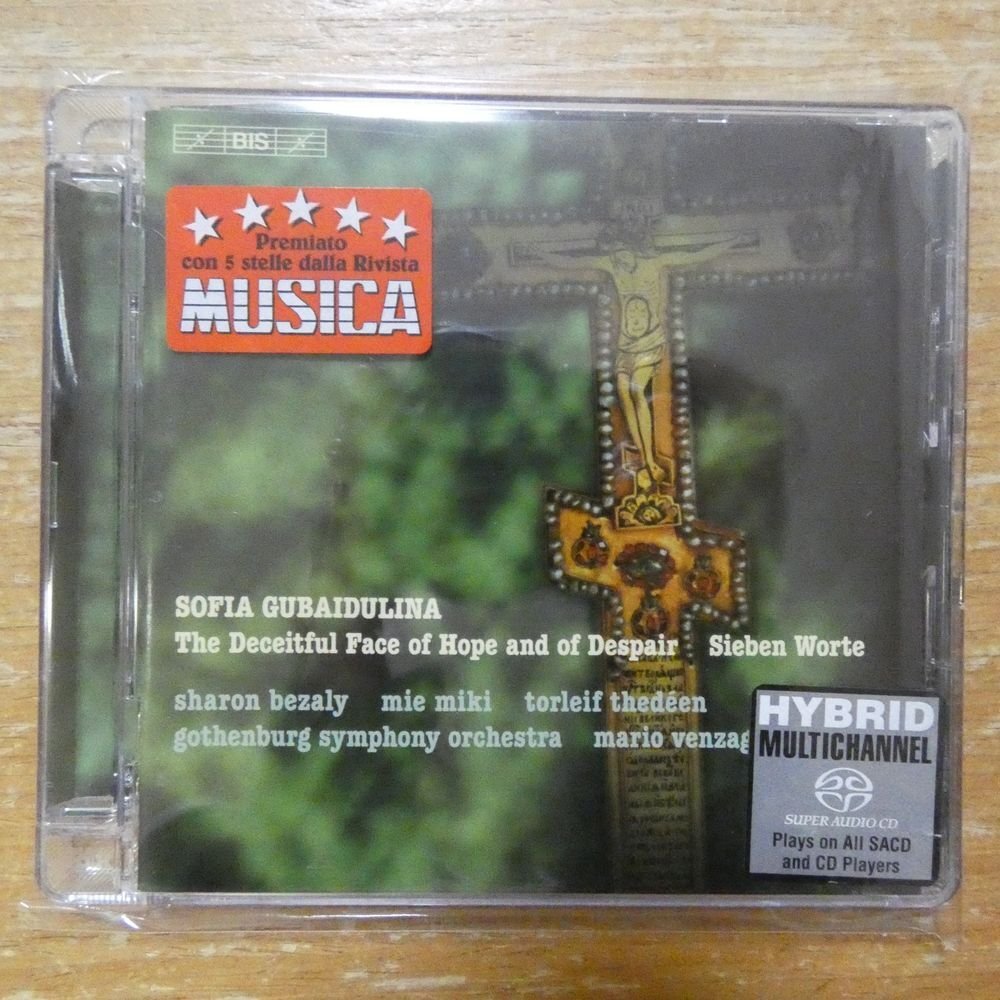 BIS
Premiato
con 5 stelle dalla Rivista
MUSICA
SOFIA GUBAIDULINA
The Deceitful Face of Hope and of Despair Sieben Worte
sharon bezaly mie miki torleif thedéen
gothenburg symphony orchestra mario venzag
HYBRID
MULTICHANNEL
SUPER AUDIO CD
Plays on All SACD
and CD Players